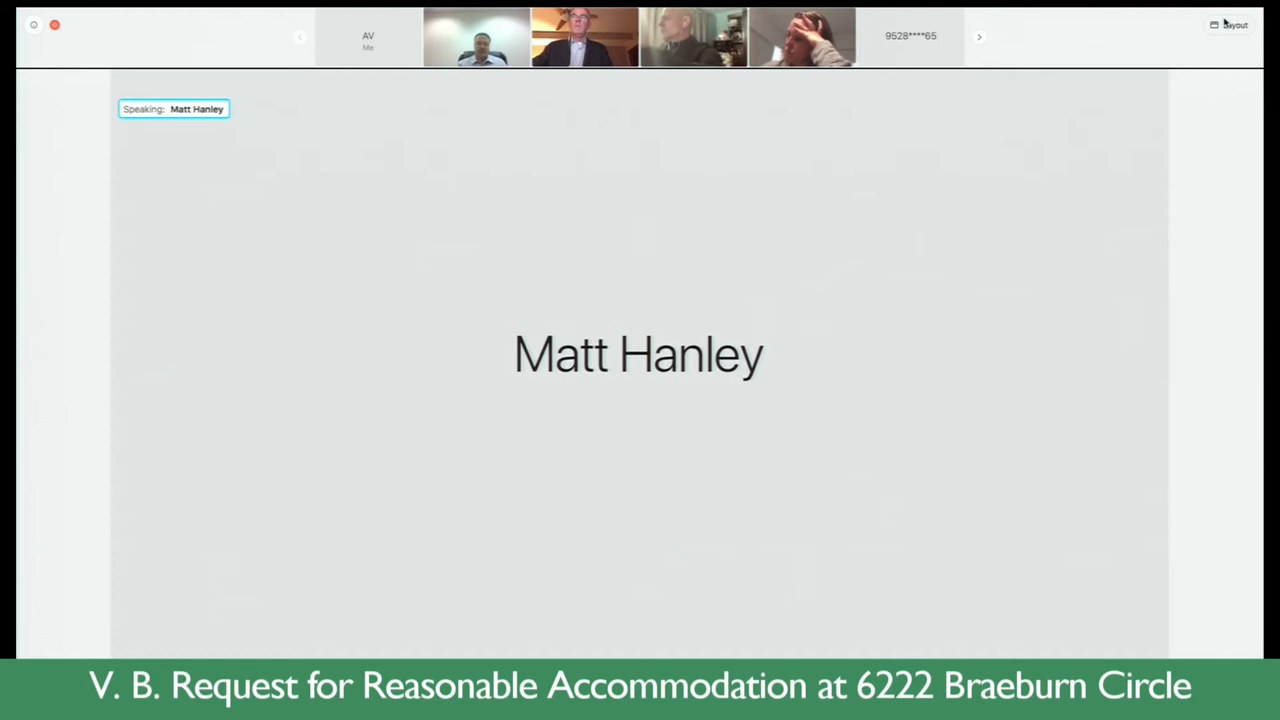 AV
Me
9528****65
Layout
Speaking: Matt Hanley
Matt Hanley
V. B. Request for Reasonable Accommodation at 6222 Braeburn Circle